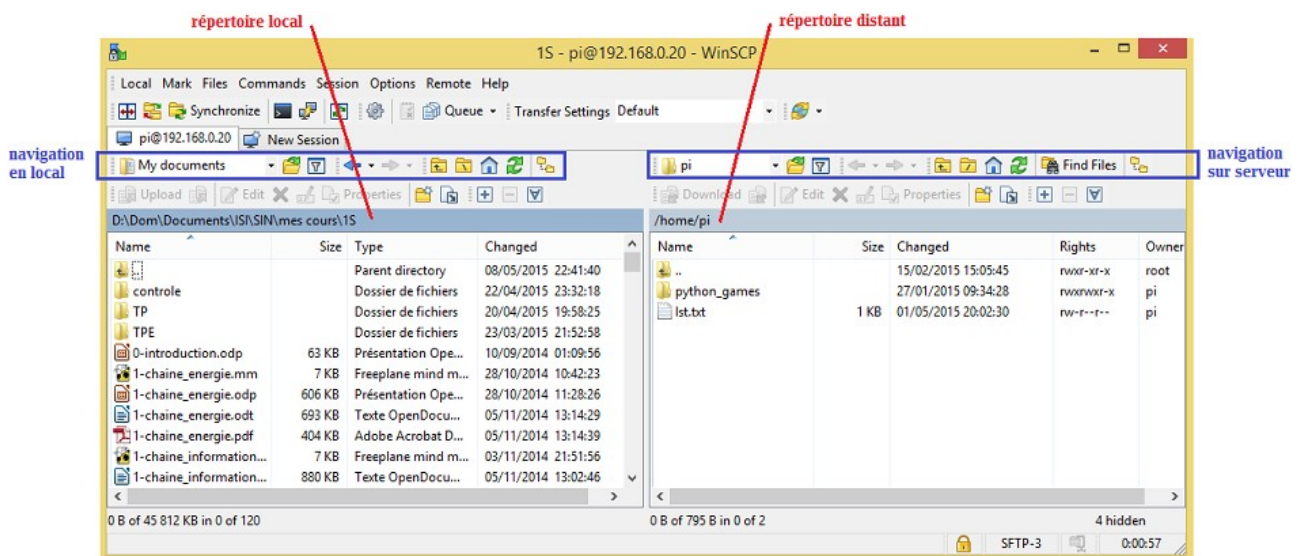 répertoire local
répertoire distant
1S - pi@192.168.0.20 - WinSCP
Local Mark Files Commands Session Options Remote Help
Synchronize Queue Transfer Settings Default
pi@192.168.0.20 New Session
navigation
en local
My documents
pi Find Files
navigation
sur serveur
Upload Edit Properties
Download Edit Properties
D:\Dom\Documents\ISI\SIN\mes cours\1S
/home/pi
Name Size Type Changed
.. Parent directory 08/05/2015 22:41:40
controle Dossier de fichiers 22/04/2015 23:32:18
TP Dossier de fichiers 20/04/2015 19:58:25
TPE Dossier de fichiers 23/03/2015 21:52:58
0-introduction.odp 63 KB Présentation Ope... 10/09/2014 01:09:56
1-chaine_energie.mm 7 KB Freeplane mind m... 28/10/2014 10:42:23
1-chaine_energie.odp 606 KB Présentation Ope... 28/10/2014 11:28:26
1-chaine_energie.odt 693 KB Texte OpenDocu... 05/11/2014 13:14:29
1-chaine_energie.pdf 404 KB Adobe Acrobat D... 05/11/2014 13:14:39
1-chaine_information... 7 KB Freeplane mind m... 03/11/2014 21:51:56
1-chaine_information... 880 KB Texte OpenDocu... 05/11/2014 13:02:46
Name Size Changed Rights Owner
.. 15/02/2015 15:05:45 rwxr-xr-x root
python_games 27/01/2015 09:34:28 rwxrwxr-x pi
lst.txt 1 KB 01/05/2015 20:02:30 rw-r--r-- pi
0 B of 45 812 KB in 0 of 120
0 B of 795 B in 0 of 2
4 hidden
SFTP-3 0:00:57